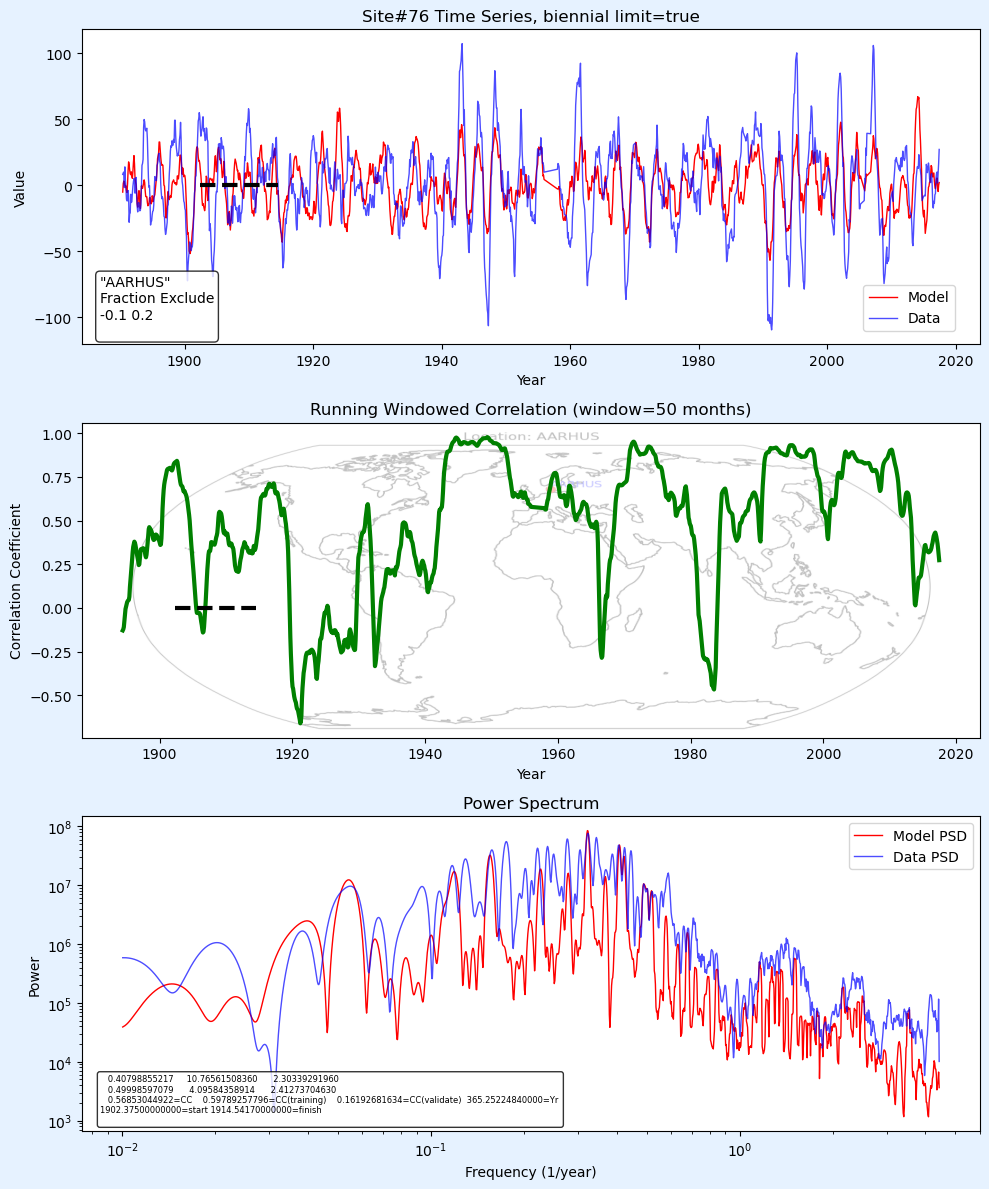 Site#76 Time Series, biennial limit=true
Value
100
50
0
−50
−100
"AARHUS"
Fraction Exclude
-0.1 0.2
Model
Data
1900 1920 1940 1960 1980 2000 2020
Year
Running Windowed Correlation (window=50 months)
Location: AARHUS
Correlation Coefficient
1.00
0.75
0.50
0.25
0.00
−0.25
−0.50
1900 1920 1940 1960 1980 2000 2020
Year
Power Spectrum
Power
10^8
10^7
10^6
10^5
10^4
10^3
Model PSD
Data PSD
0.40798855217 10.76561508360 2.30339291960
0.49998597079 4.09584358914 2.41273704630
0.56853044922=CC 0.59789257796=CC(training) 0.16192681634=CC(validate) 365.25224840000=Yr
1902.37500000000=start 1914.54170000000=finish
10^−2 10^−1 10^0
Frequency (1/year)